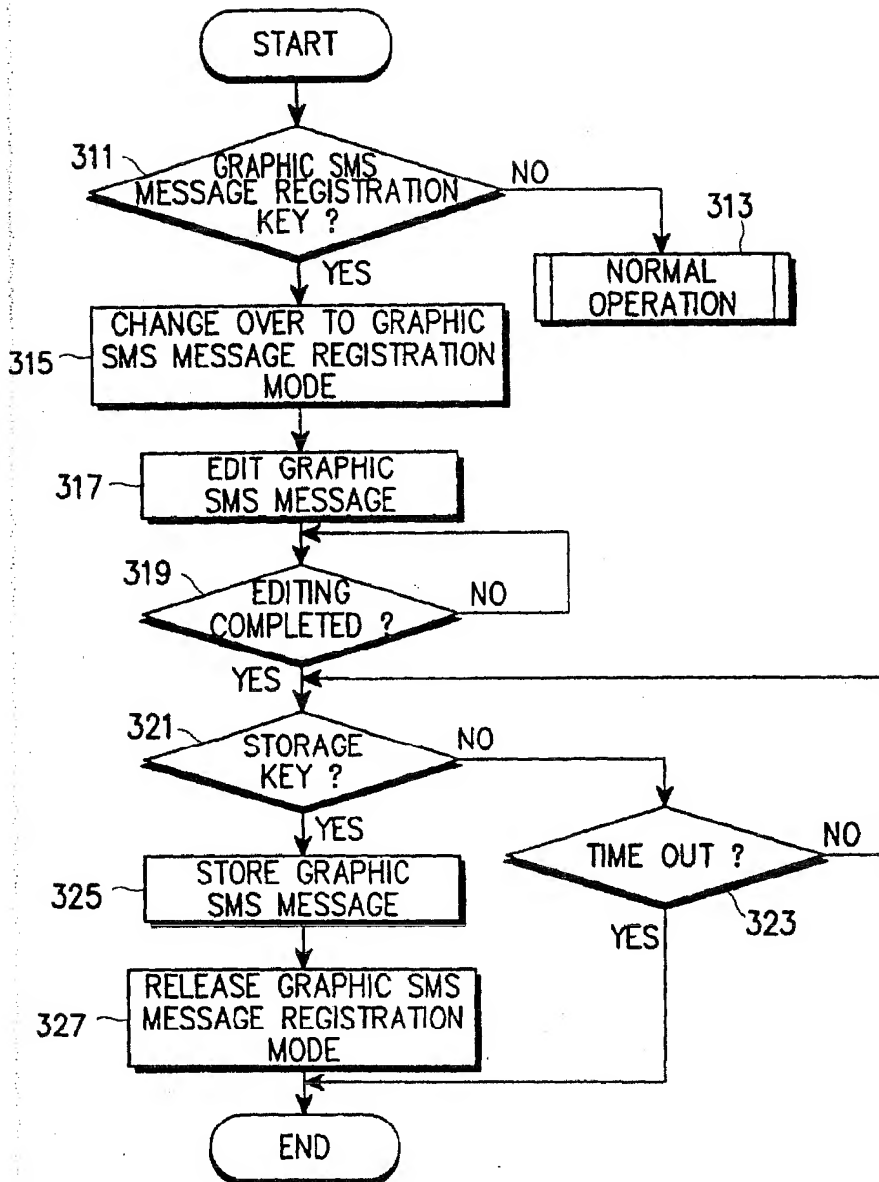 START
311
GRAPHIC SMS
MESSAGE REGISTRATION
KEY ?
NO
313
NORMAL
OPERATION
YES
315
CHANGE OVER TO GRAPHIC
SMS MESSAGE REGISTRATION
MODE
317
EDIT GRAPHIC
SMS MESSAGE
319
EDITING
COMPLETED ?
NO
YES
321
STORAGE
KEY ?
NO
YES
TIME OUT ?
NO
323
YES
325
STORE GRAPHIC
SMS MESSAGE
327
RELEASE GRAPHIC SMS
MESSAGE REGISTRATION
MODE
END